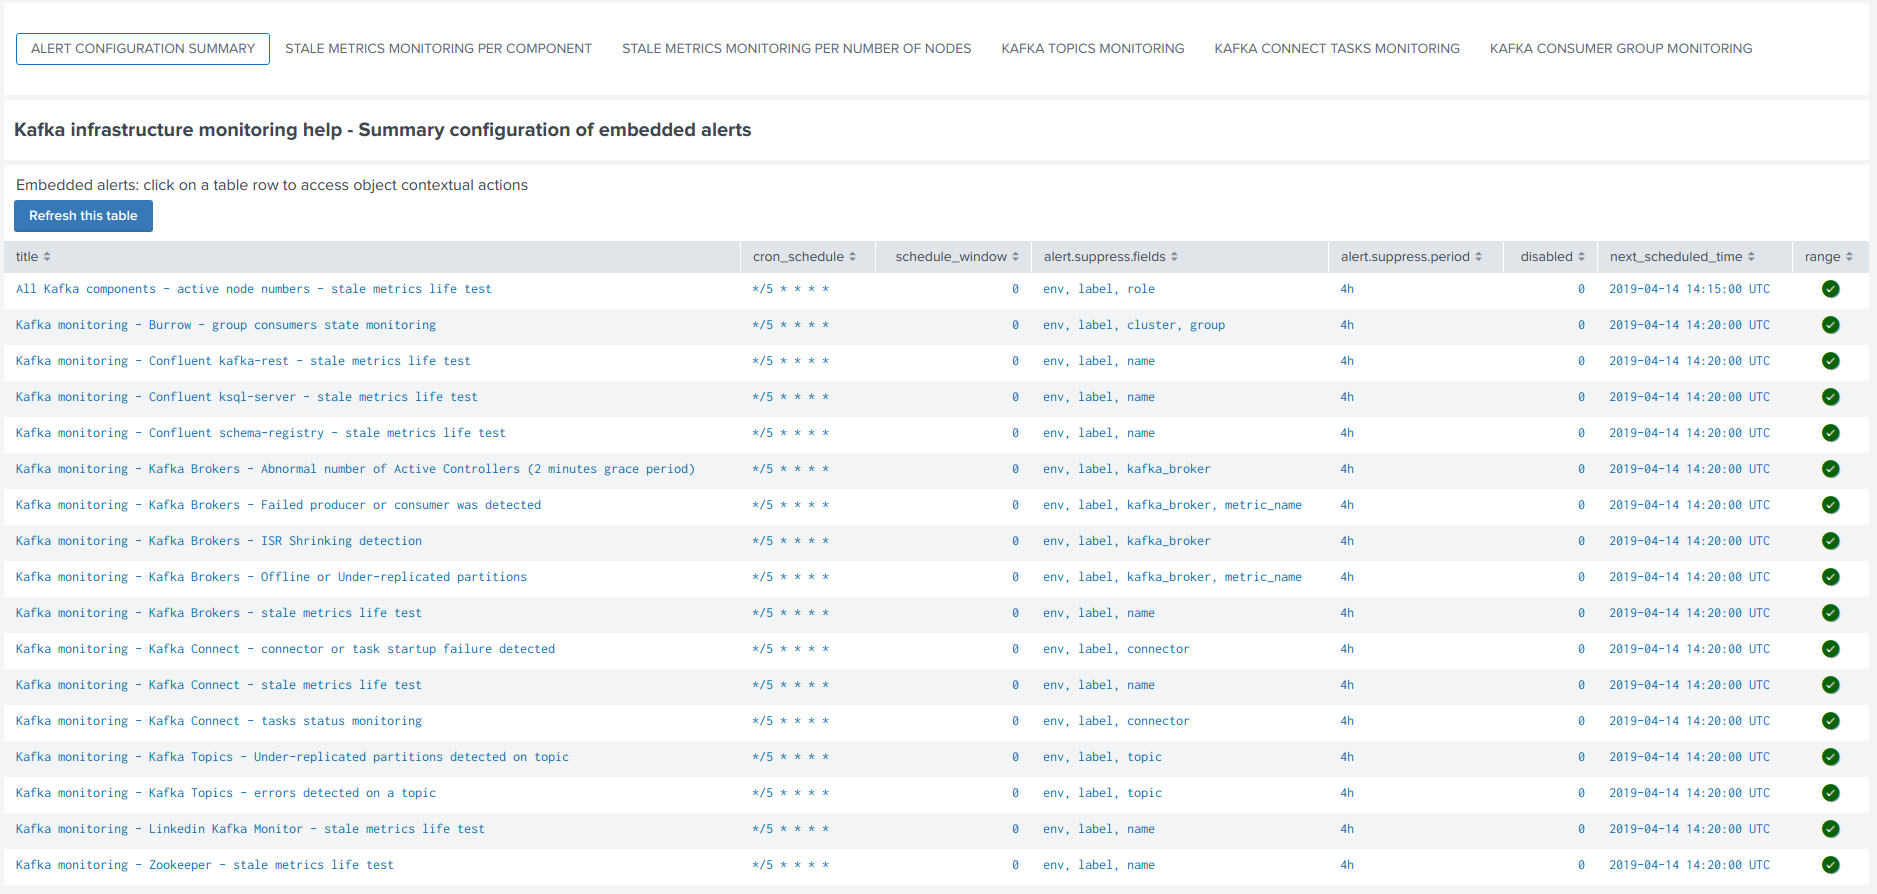 ALERT CONFIGURATION SUMMARY STALE METRICS MONITORING PER COMPONENT STALE METRICS MONITORING PER NUMBER OF NODES KAFKA TOPICS MONITORING KAFKA CONNECT TASKS MONITORING KAFKA CONSUMER GROUP MONITORING
Kafka infrastructure monitoring help - Summary configuration of embedded alerts
Embedded alerts: click on a table row to access object contextual actions
Refresh this table
title cron_schedule schedule_window alert.suppress.fields alert.suppress.period disabled next_scheduled_time range
All Kafka components - active node numbers - stale metrics life test */5 * * * * 0 env, label, role 4h 0 2019-04-14 14:15:00 UTC
Kafka monitoring - Burrow - group consumers state monitoring */5 * * * * 0 env, label, cluster, group 4h 0 2019-04-14 14:20:00 UTC
Kafka monitoring - Confluent kafka-rest - stale metrics life test */5 * * * * 0 env, label, name 4h 0 2019-04-14 14:20:00 UTC
Kafka monitoring - Confluent ksql-server - stale metrics life test */5 * * * * 0 env, label, name 4h 0 2019-04-14 14:20:00 UTC
Kafka monitoring - Confluent schema-registry - stale metrics life test */5 * * * * 0 env, label, name 4h 0 2019-04-14 14:20:00 UTC
Kafka monitoring - Kafka Brokers - Abnormal number of Active Controllers (2 minutes grace period) */5 * * * * 0 env, label, kafka_broker 4h 0 2019-04-14 14:20:00 UTC
Kafka monitoring - Kafka Brokers - Failed producer or consumer was detected */5 * * * * 0 env, label, kafka_broker, metric_name 4h 0 2019-04-14 14:20:00 UTC
Kafka monitoring - Kafka Brokers - ISR Shrinking detection */5 * * * * 0 env, label, kafka_broker 4h 0 2019-04-14 14:20:00 UTC
Kafka monitoring - Kafka Brokers - Offline or Under-replicated partitions */5 * * * * 0 env, label, kafka_broker, metric_name 4h 0 2019-04-14 14:20:00 UTC
Kafka monitoring - Kafka Brokers - stale metrics life test */5 * * * * 0 env, label, name 4h 0 2019-04-14 14:20:00 UTC
Kafka monitoring - Kafka Connect - connector or task startup failure detected */5 * * * * 0 env, label, connector 4h 0 2019-04-14 14:20:00 UTC
Kafka monitoring - Kafka Connect - stale metrics life test */5 * * * * 0 env, label, name 4h 0 2019-04-14 14:20:00 UTC
Kafka monitoring - Kafka Connect - tasks status monitoring */5 * * * * 0 env, label, connector 4h 0 2019-04-14 14:20:00 UTC
Kafka monitoring - Kafka Topics - Under-replicated partitions detected on topic */5 * * * * 0 env, label, topic 4h 0 2019-04-14 14:20:00 UTC
Kafka monitoring - Kafka Topics - errors detected on a topic */5 * * * * 0 env, label, topic 4h 0 2019-04-14 14:20:00 UTC
Kafka monitoring - Linkedin Kafka Monitor - stale metrics life test */5 * * * * 0 env, label, name 4h 0 2019-04-14 14:20:00 UTC
Kafka monitoring - Zookeeper - stale metrics life test */5 * * * * 0 env, label, name 4h 0 2019-04-14 14:20:00 UTC